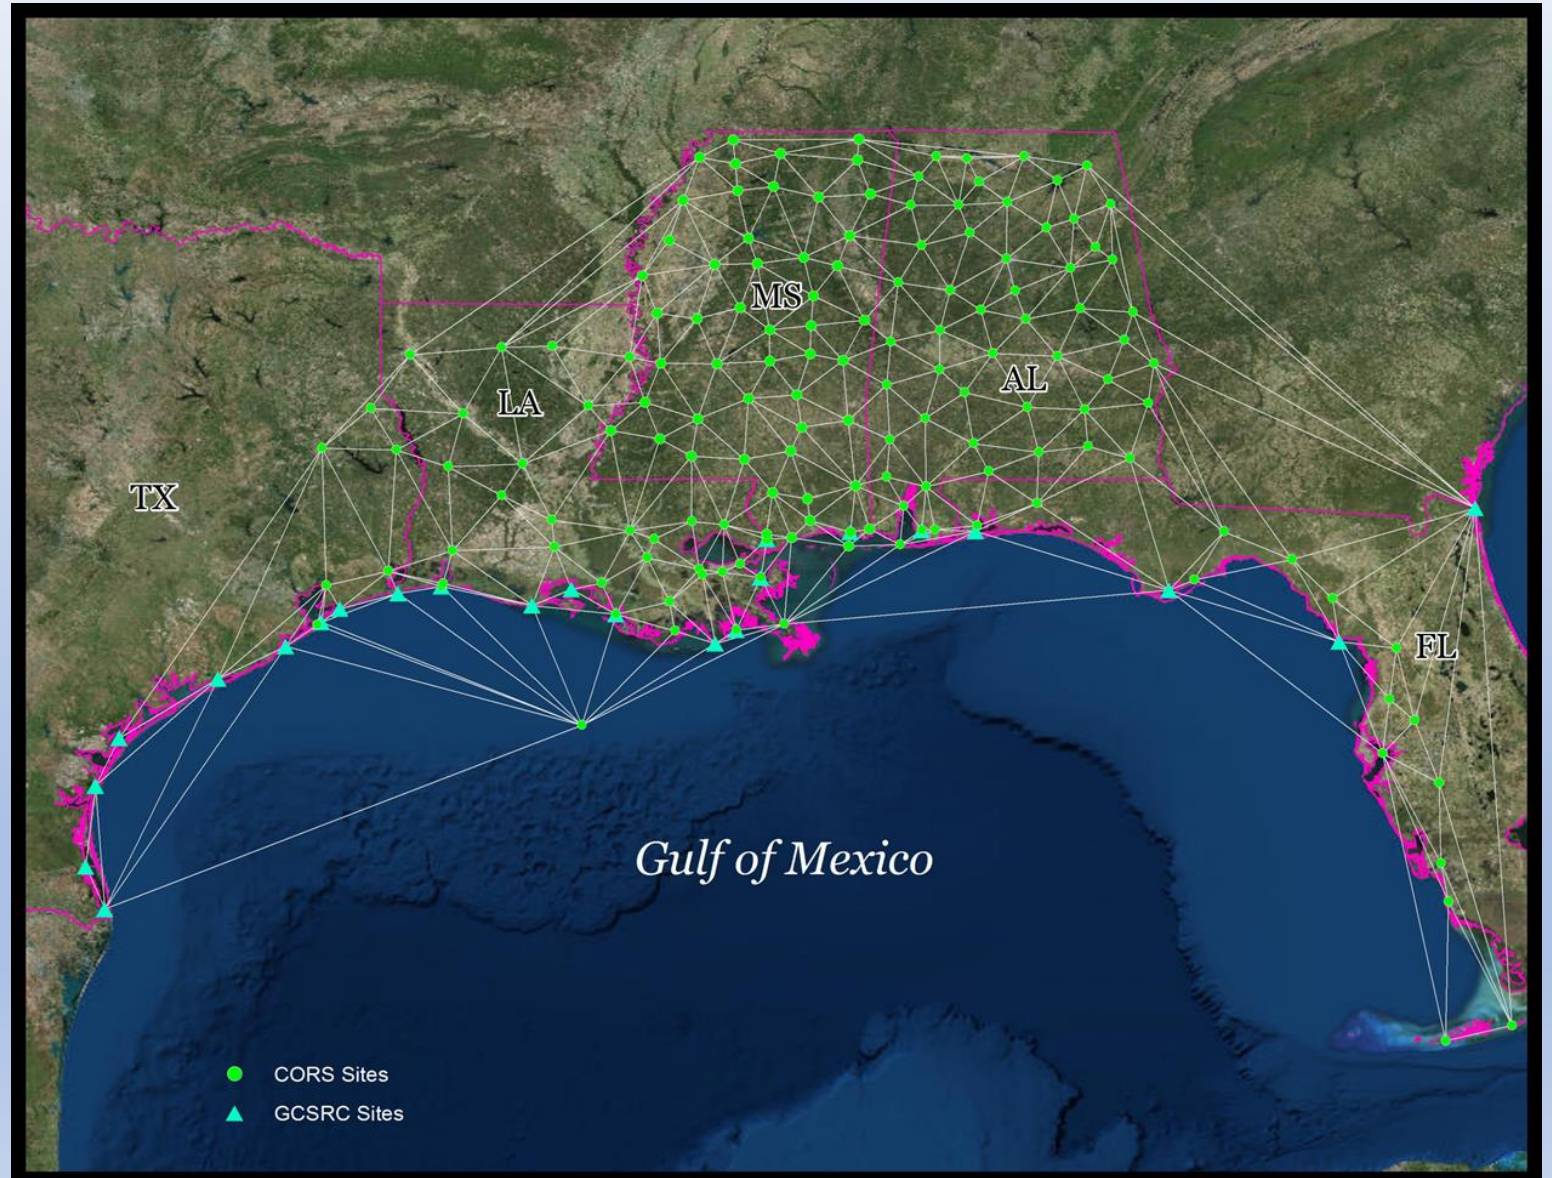 MS
AL
LA
TX
FL
Gulf of Mexico
CORS Sites
GCSRC Sites